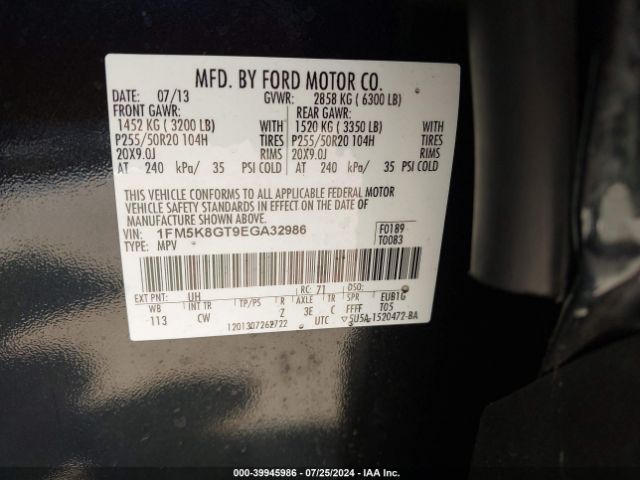 MFD. BY FORD MOTOR CO.
DATE: 07/13 GVWR: 2858 KG ( 6300 LB)
FRONT GAWR: REAR GAWR:
1452 KG ( 3200 LB) WITH 1520 KG ( 3350 LB) WITH
P255/50R20 104H TIRES P255/50R20 104H TIRES
20X9.0J RIMS 20X9.0J RIMS
AT 240 kPa/ 35 PSI COLD AT 240 kPa/ 35 PSI COLD
THIS VEHICLE CONFORMS TO ALL APPLICABLE FEDERAL MOTOR
VEHICLE SAFETY STANDARDS IN EFFECT ON THE DATE OF
MANUFACTURE SHOWN ABOVE.
VIN: 1FM5K8GT9EGA32986 F0189
TYPE: MPV T0083
EXT PNT: UH RC: 71 DSO:
WB INT TR TP/PS R AXLE TR SPR EUB1G
113 CW Z 3E C FFFF T05
1201307262722 UTC 5U5A-1520472-BA
© - 39945986 - 07/25/2024 - IAA Inc.